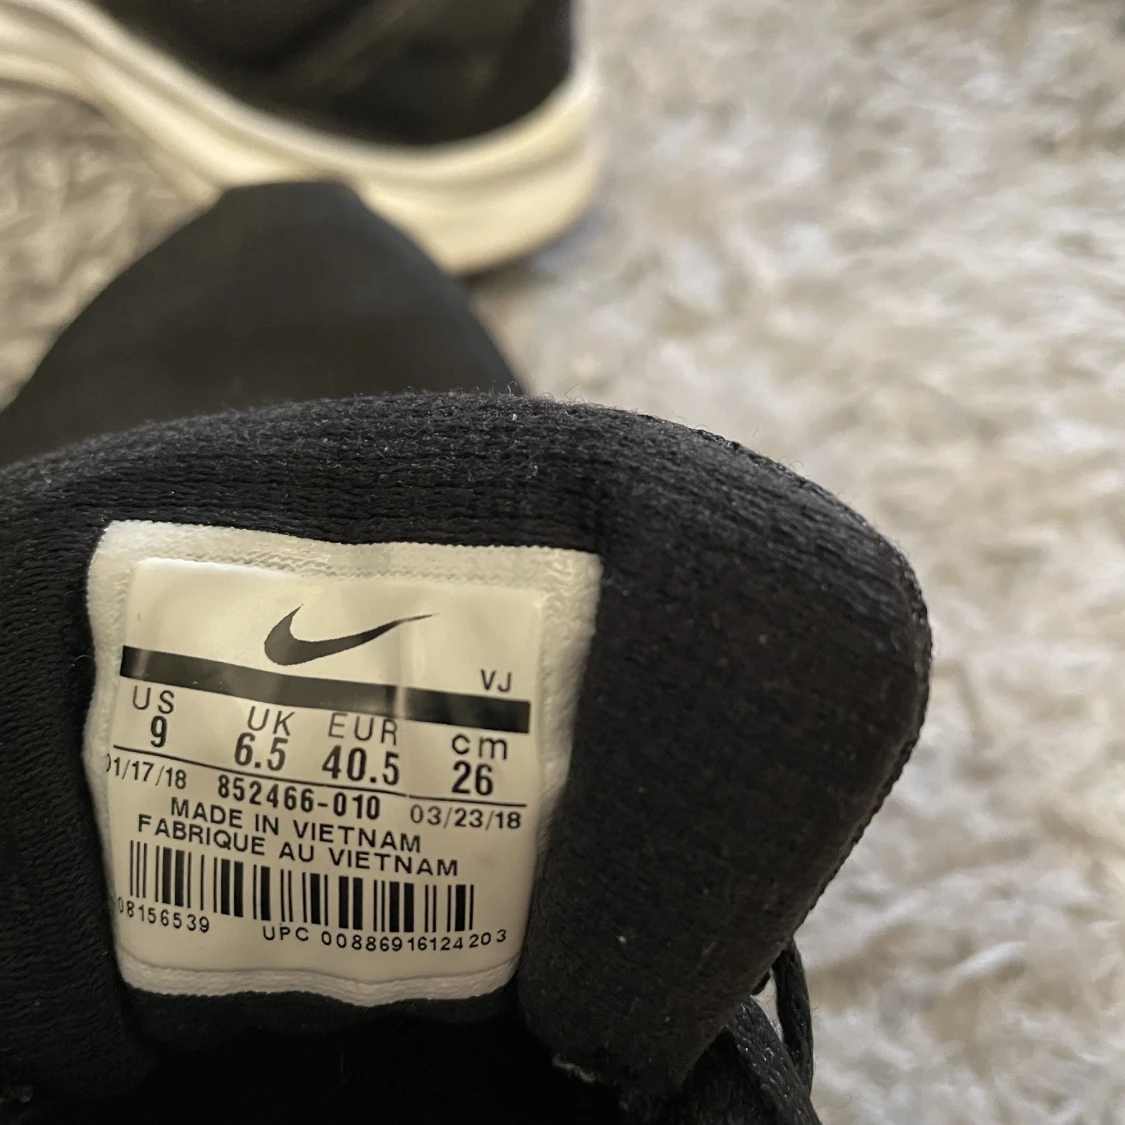 VJ
US UK EUR cm
9 6.5 40.5 26
01/17/18 852466-010 03/23/18
MADE IN VIETNAM
FABRIQUE AU VIETNAM
08156539
UPC 00886916124203